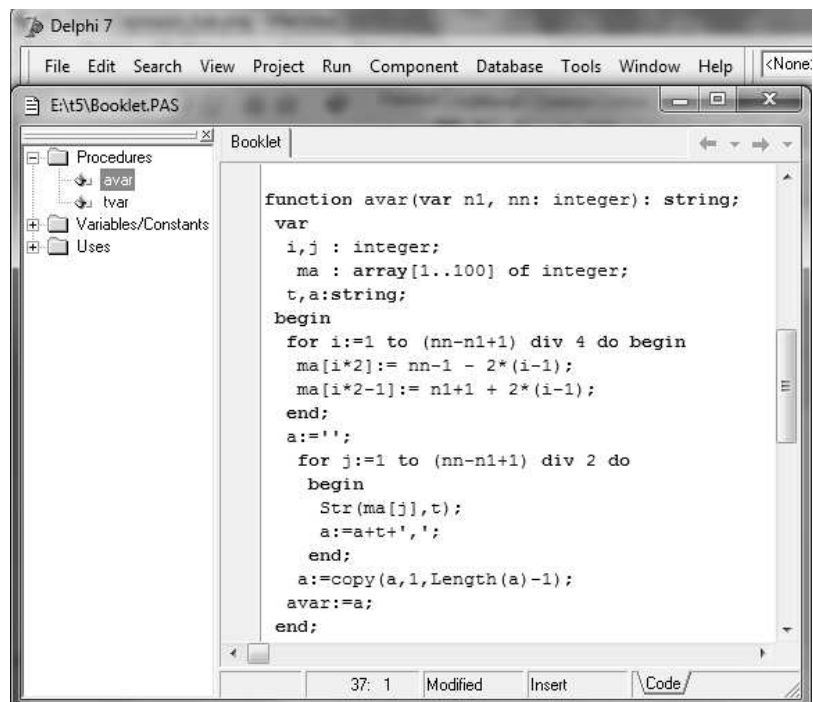 Delphi 7
File Edit Search View Project Run Component Database Tools Window Help <None>
E:\t5\Booklet.PAS
Booklet
Procedures
avar
tvar
Variables/Constants
Uses
function avar(var n1, nn: integer): string;
var
i,j : integer;
ma : array[1..100] of integer;
t,a:string;
begin
for i:=1 to (nn-n1+1) div 4 do begin
ma[i*2]:= nn-1 - 2*(i-1);
ma[i*2-1]:= n1+1 + 2*(i-1);
end;
a:='';
for j:=1 to (nn-n1+1) div 2 do
begin
Str(ma[j],t);
a:=a+t+',';
end;
a:=copy(a,1,Length(a)-1);
avar:=a;
end;
37: 1 Modified Insert \Code/